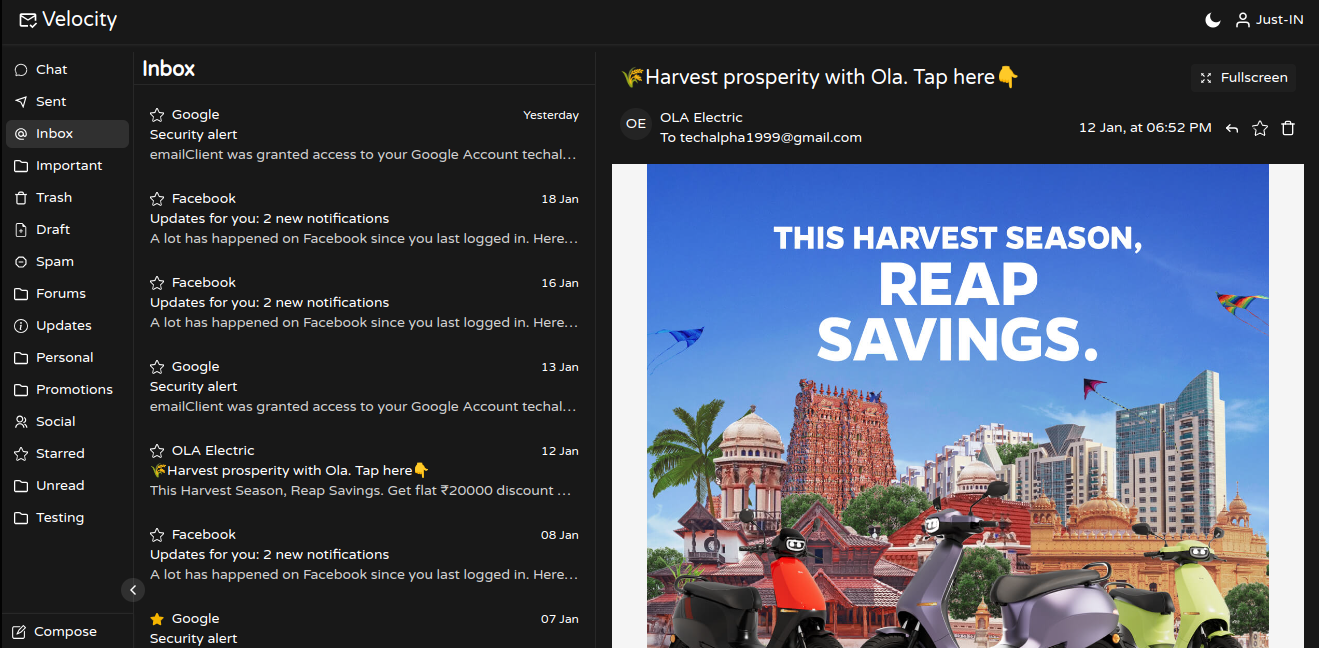 Velocity
Just-IN
Chat
Sent
Inbox
Important
Trash
Draft
Spam
Forums
Updates
Personal
Promotions
Social
Starred
Unread
Testing
Compose
Inbox
Google Yesterday
Security alert
emailClient was granted access to your Google Account techal...
Facebook 18 Jan
Updates for you: 2 new notifications
A lot has happened on Facebook since you last logged in. Here...
Facebook 16 Jan
Updates for you: 2 new notifications
A lot has happened on Facebook since you last logged in. Here...
Google 13 Jan
Security alert
emailClient was granted access to your Google Account techal...
OLA Electric 12 Jan
🌾Harvest prosperity with Ola. Tap here👇
This Harvest Season, Reap Savings. Get flat ₹20000 discount ...
Facebook 08 Jan
Updates for you: 2 new notifications
A lot has happened on Facebook since you last logged in. Here...
Google 07 Jan
Security alert
🌾Harvest prosperity with Ola. Tap here👇
Fullscreen
OE
OLA Electric
To techalpha1999@gmail.com
12 Jan, at 06:52 PM
THIS HARVEST SEASON,
REAP
SAVINGS.